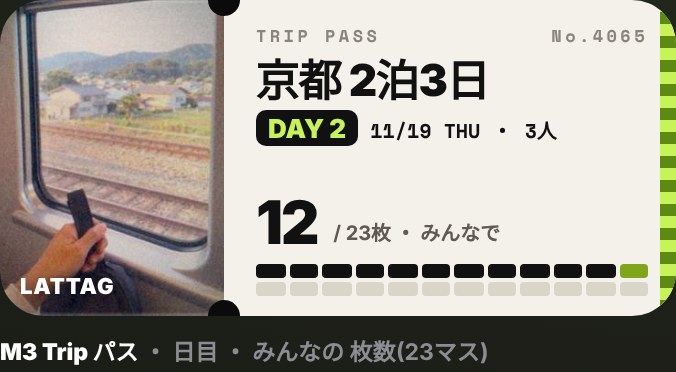 TRIP PASS No.4065
京都 2泊3日
DAY 2 11/19 THU ・ 3人
12 / 23枚 ・ みんなで
LATTAG
M3 Trip パス ・ 日目 ・ みんなの 枚数(23マス)